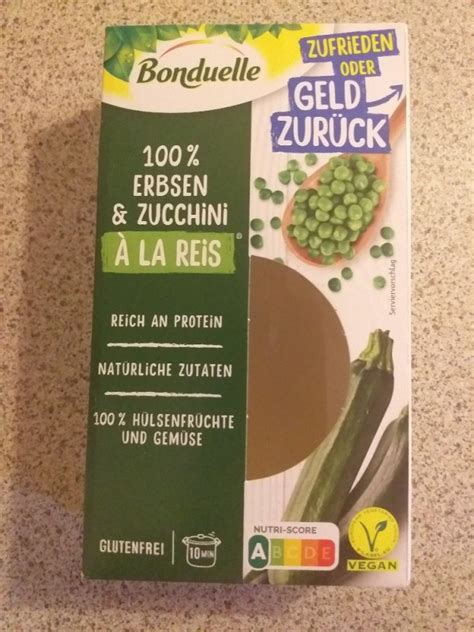 Bonduelle
ZUFRIEDEN
ODER
GELD
ZURÜCK
100 %
ERBSEN
& ZUCCHINI
À LA REIS®
Serviervorschlag
REICH AN PROTEIN
NATÜRLICHE ZUTATEN
100 % HÜLSENFRÜCHTE
UND GEMÜSE
GLUTENFREI
10 MIN
NUTRI-SCORE
A B C D E
V
VEGAN